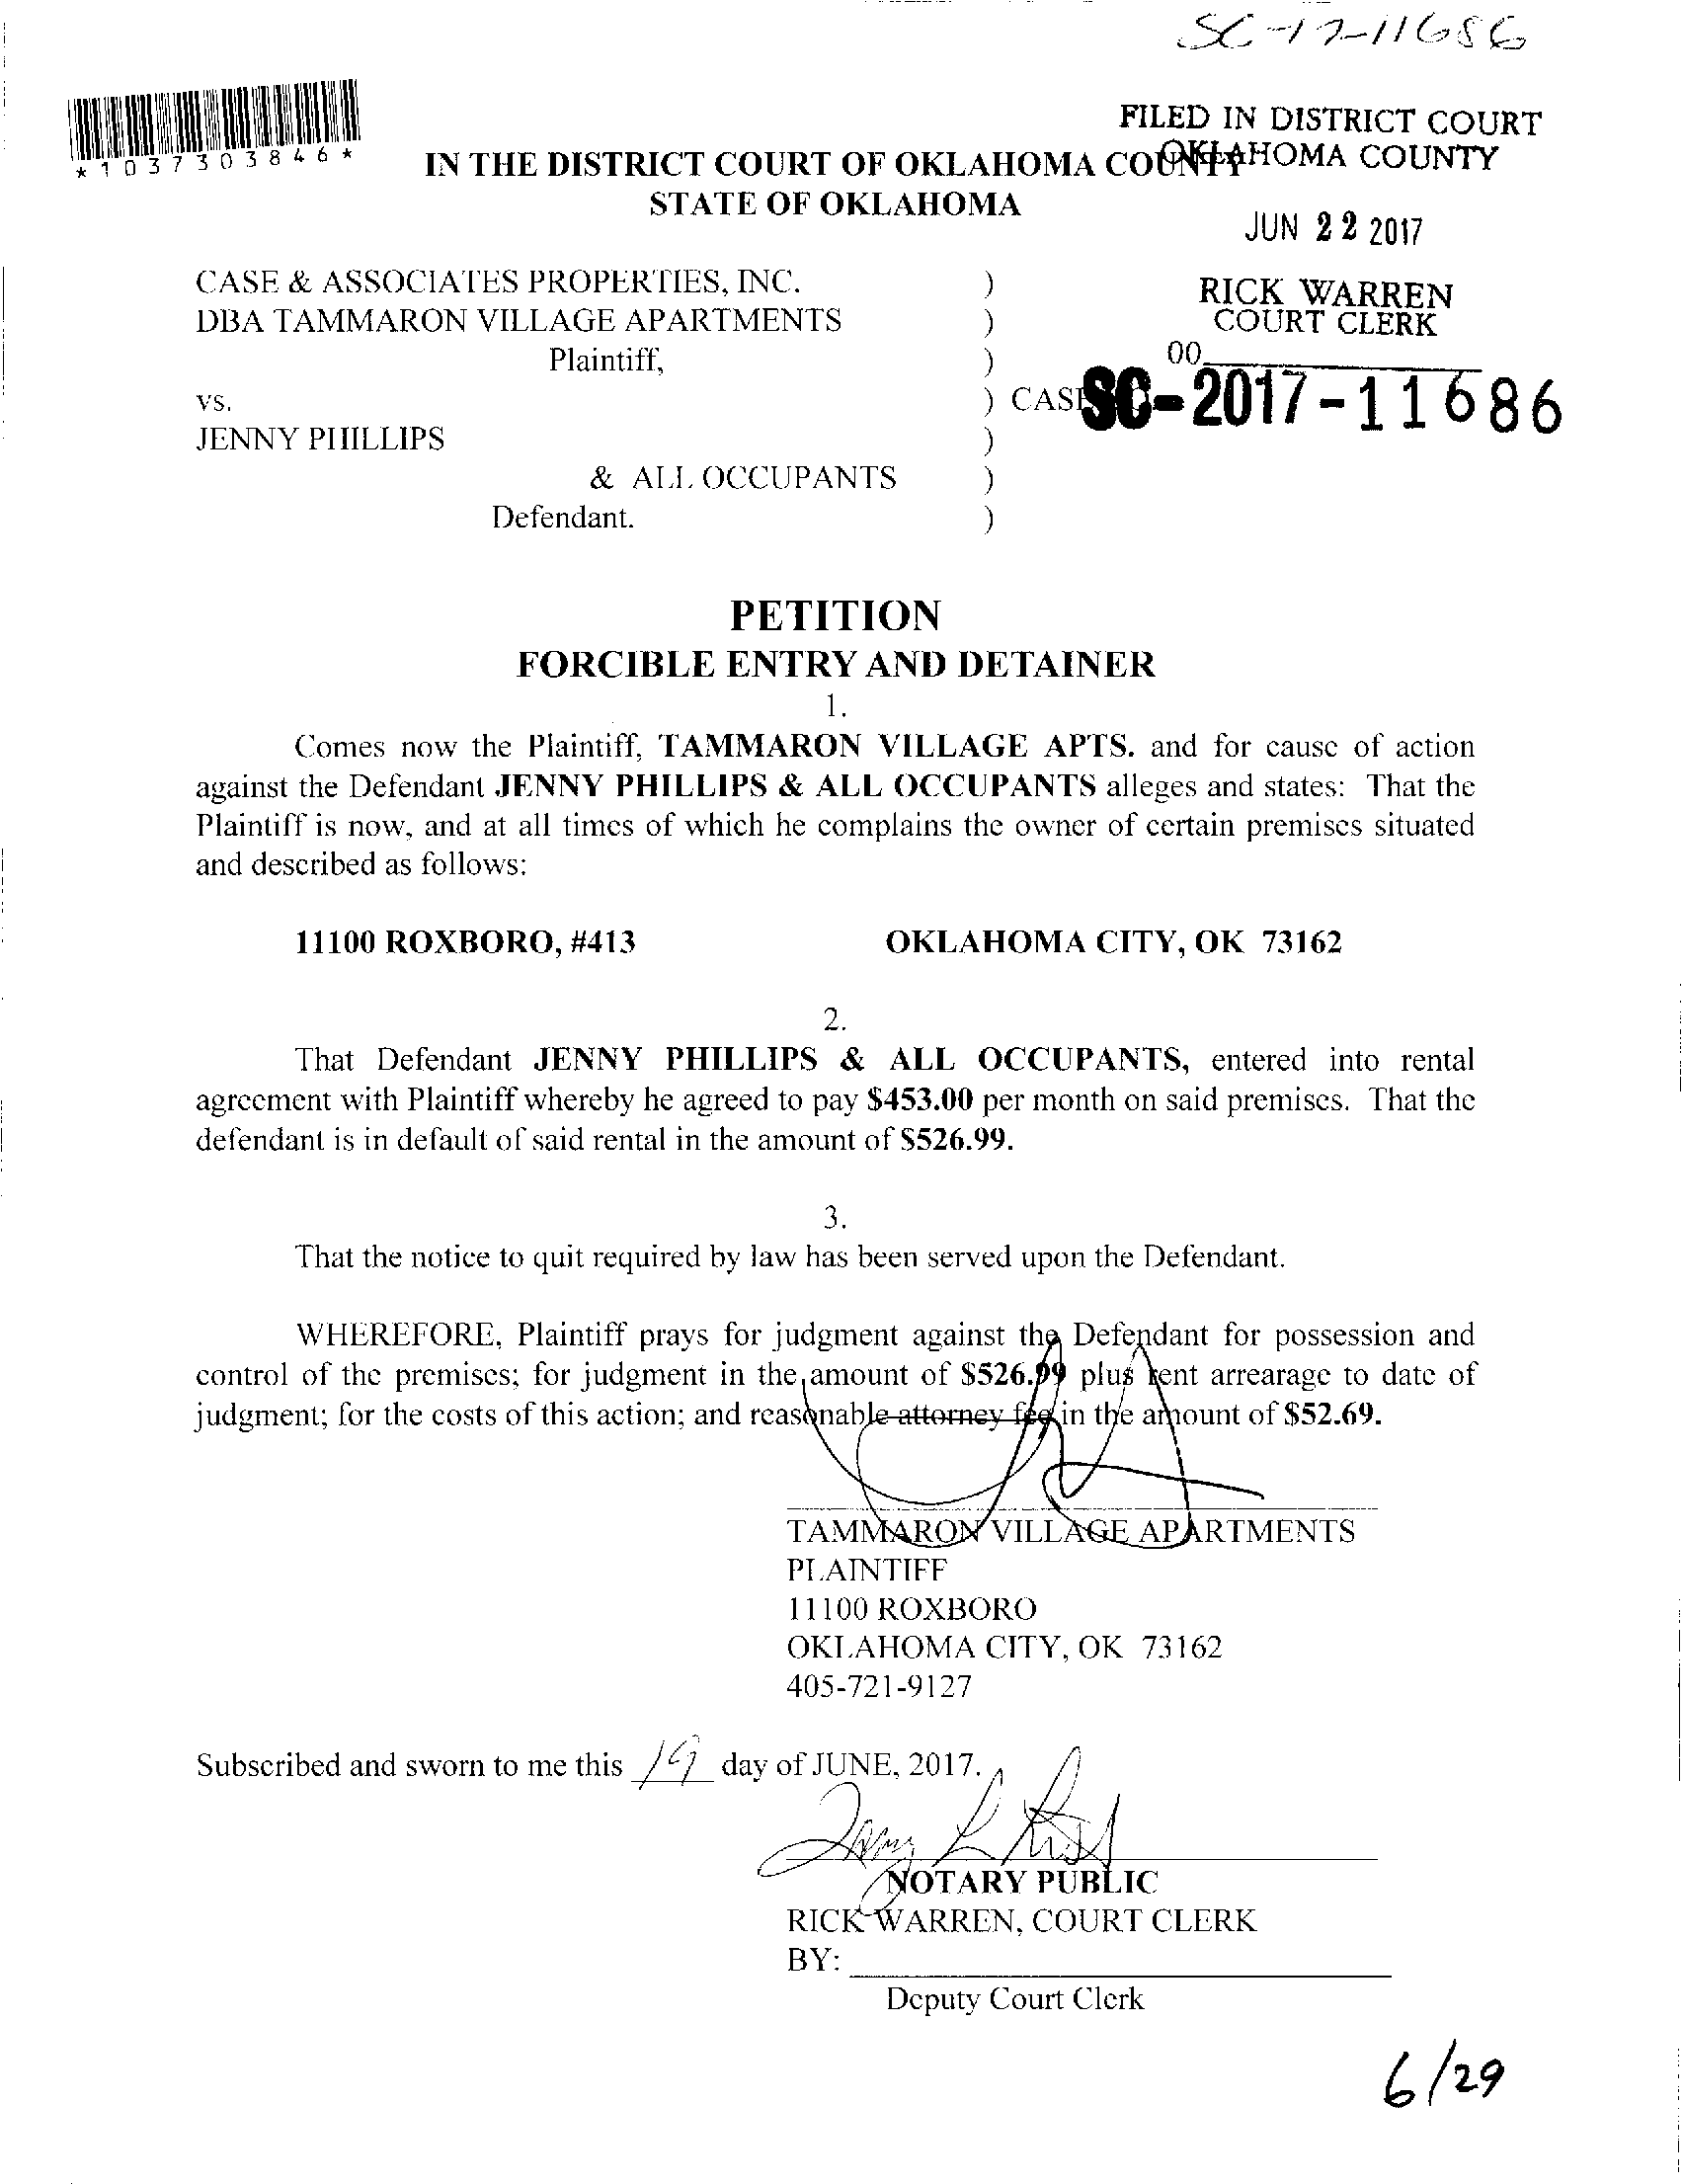 SC-17-11686
*1037303846*
FILED IN DISTRICT COURT
OKLAHOMA COUNTY
IN THE DISTRICT COURT OF OKLAHOMA COUNTY
STATE OF OKLAHOMA
JUN 22 2017
CASE & ASSOCIATES PROPERTIES, INC. )
RICK WARREN
DBA TAMMARON VILLAGE APARTMENTS )
COURT CLERK
Plaintiff, )
00
vs. ) CASE
SC-2017-11686
JENNY PHILLIPS )
& ALL OCCUPANTS )
Defendant. )
PETITION
FORCIBLE ENTRY AND DETAINER
1.
Comes now the Plaintiff, TAMMARON VILLAGE APTS. and for cause of action
against the Defendant JENNY PHILLIPS & ALL OCCUPANTS alleges and states: That the
Plaintiff is now, and at all times of which he complains the owner of certain premises situated
and described as follows:
11100 ROXBORO, #413 OKLAHOMA CITY, OK 73162
2.
That Defendant JENNY PHILLIPS & ALL OCCUPANTS, entered into rental
agreement with Plaintiff whereby he agreed to pay $453.00 per month on said premises. That the
defendant is in default of said rental in the amount of $526.99.
3.
That the notice to quit required by law has been served upon the Defendant.
WHEREFORE, Plaintiff prays for judgment against the Defendant for possession and
control of the premises; for judgment in the amount of $526.99 plus rent arrearage to date of
judgment; for the costs of this action; and reasonable attorney fee in the amount of $52.69.
TAMMARON VILLAGE APARTMENTS
PLAINTIFF
11100 ROXBORO
OKLAHOMA CITY, OK 73162
405-721-9127
Subscribed and sworn to me this 19 day of JUNE, 2017.
NOTARY PUBLIC
RICK WARREN, COURT CLERK
BY:
Deputy Court Clerk
6/29